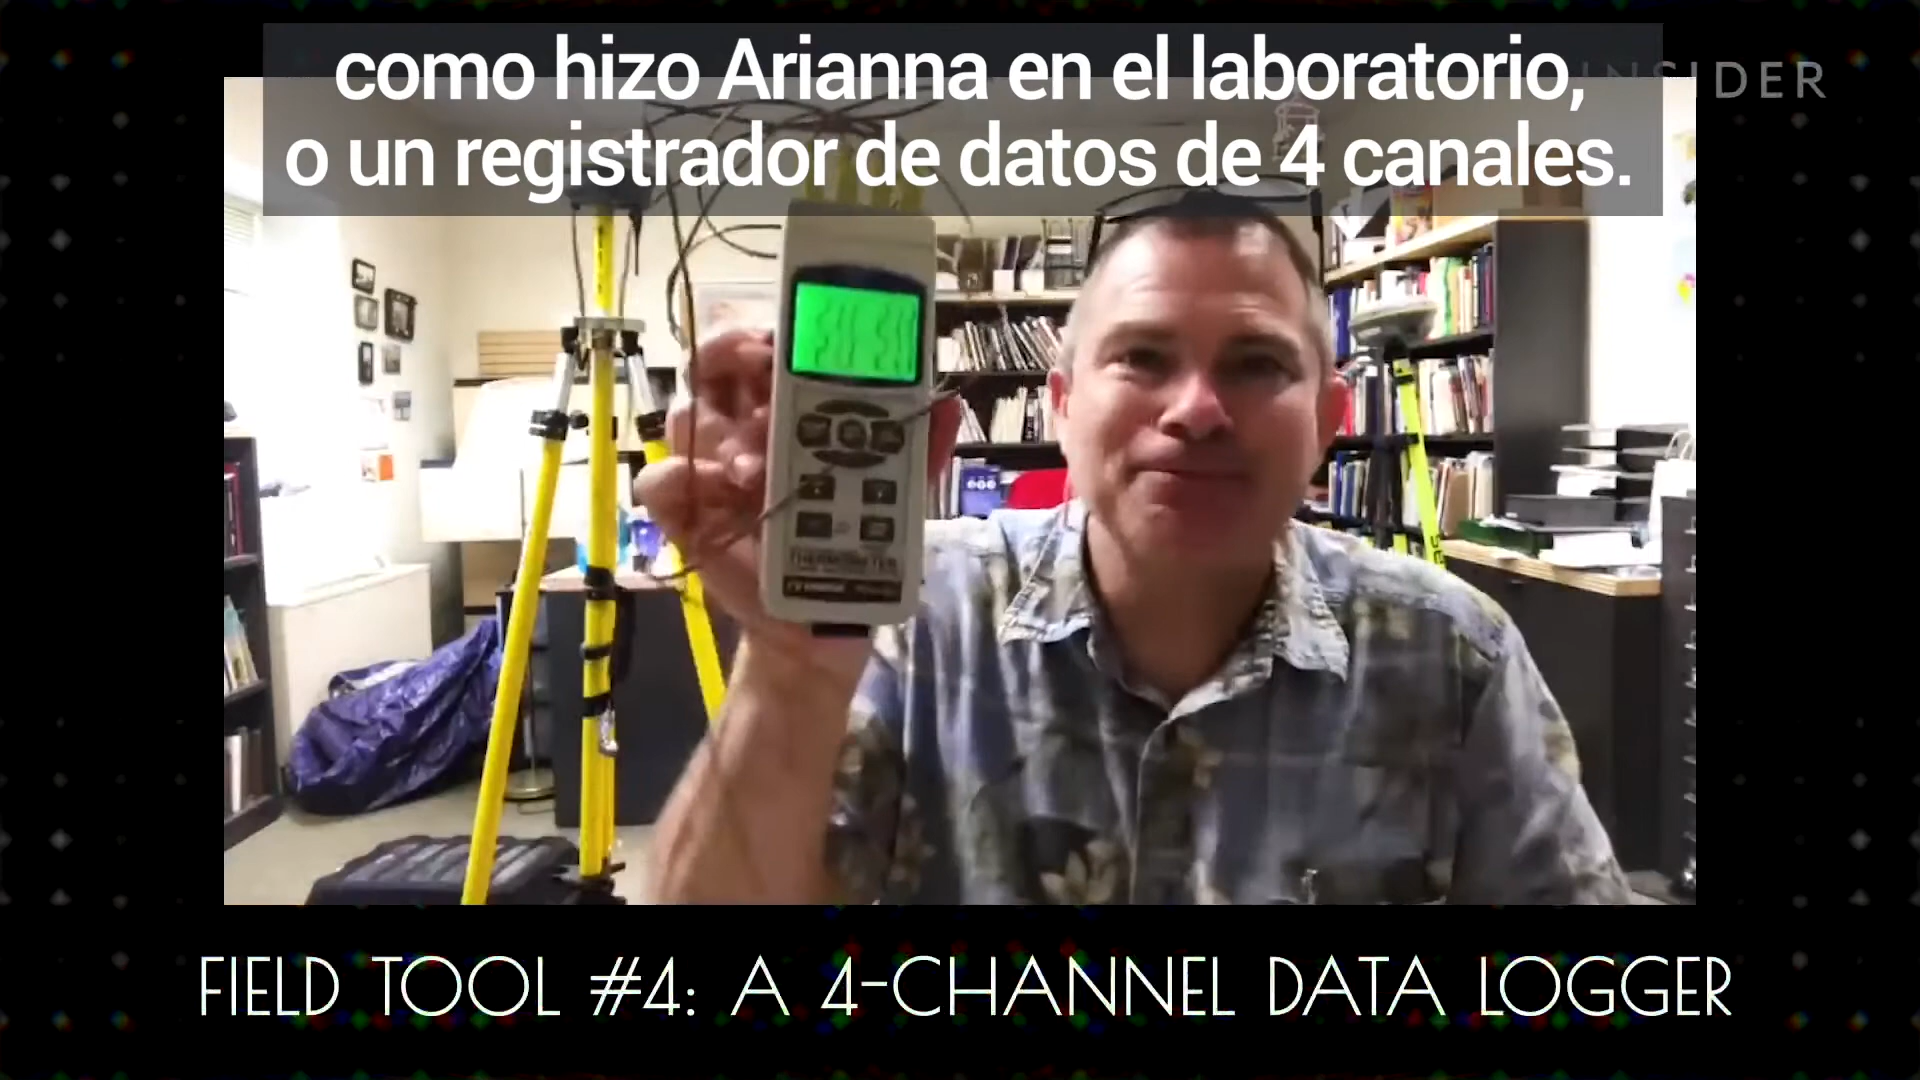 como hizo Arianna en el laboratorio,
o un registrador de datos de 4 canales.
INSIDER
THERMOMETER
FIELD TOOL #4: A 4-CHANNEL DATA LOGGER